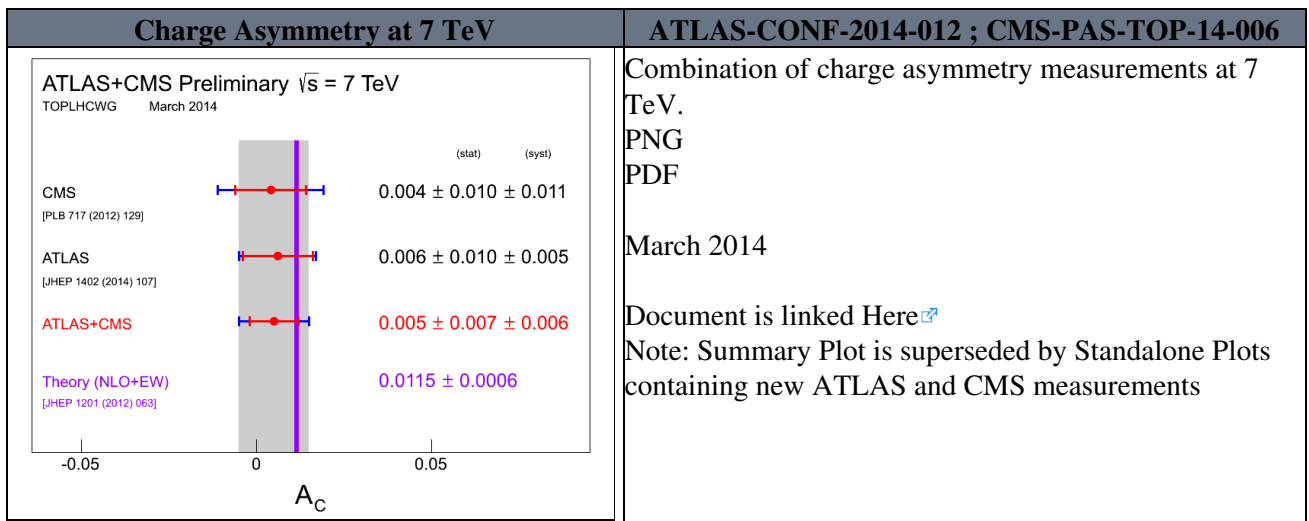 Charge Asymmetry at 7 TeV
ATLAS-CONF-2014-012 ; CMS-PAS-TOP-14-006
ATLAS+CMS Preliminary √s = 7 TeV
TOPLHCWG March 2014
(stat) (syst)
CMS 0.004 ± 0.010 ± 0.011
[PLB 717 (2012) 129]
ATLAS 0.006 ± 0.010 ± 0.005
[JHEP 1402 (2014) 107]
ATLAS+CMS 0.005 ± 0.007 ± 0.006
Theory (NLO+EW) 0.0115 ± 0.0006
[JHEP 1201 (2012) 063]
-0.05 0 0.05
A_C
Combination of charge asymmetry measurements at 7
TeV.
PNG
PDF
March 2014
Document is linked Here
Note: Summary Plot is superseded by Standalone Plots
containing new ATLAS and CMS measurements